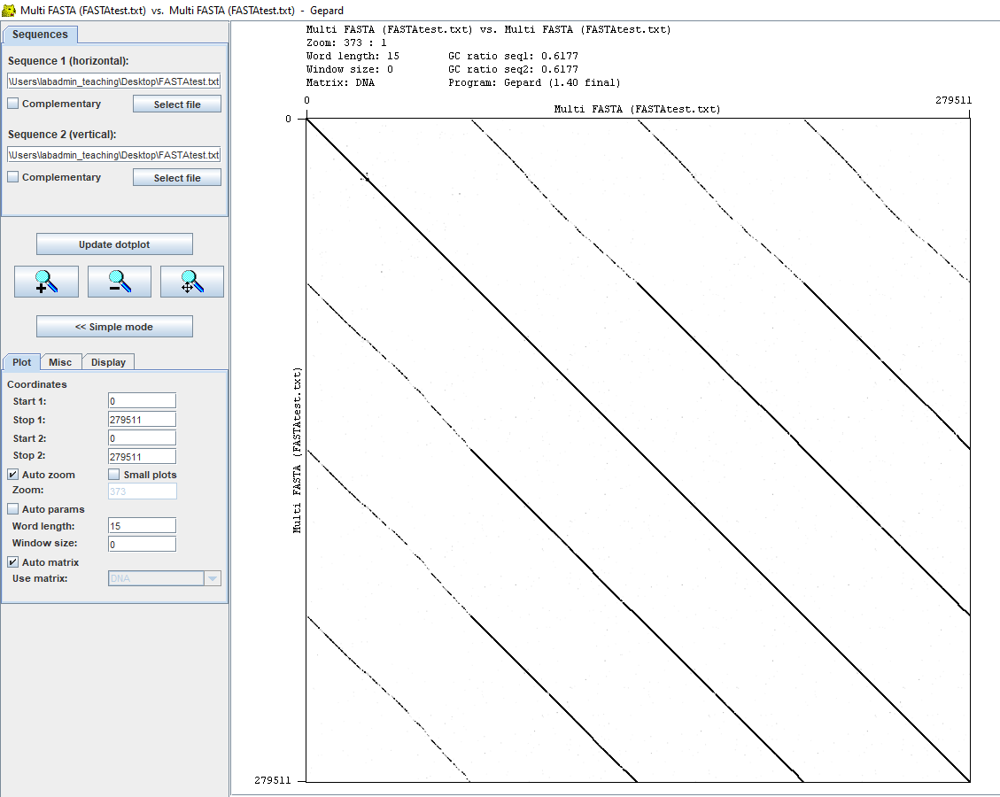 Multi FASTA (FASTAtest.txt) vs. Multi FASTA (FASTAtest.txt) - Gepard
Sequences
Sequence 1 (horizontal):
\Users\labadmin_teaching\Desktop\FASTAtest.txt
Complementary
Select file
Sequence 2 (vertical):
\Users\labadmin_teaching\Desktop\FASTAtest.txt
Complementary
Select file
Update dotplot
<< Simple mode
Plot Misc Display
Coordinates
Start 1: 0
Stop 1: 279511
Start 2: 0
Stop 2: 279511
Auto zoom Small plots
Zoom: 373
Auto params
Word length: 15
Window size: 0
Auto matrix
Use matrix: DNA
Multi FASTA (FASTAtest.txt) vs. Multi FASTA (FASTAtest.txt)
Zoom: 373 : 1
Word length: 15 GC ratio seq1: 0.6177
Window size: 0 GC ratio seq2: 0.6177
Matrix: DNA Program: Gepard (1.40 final)
0 279511
Multi FASTA (FASTAtest.txt)
0
Multi FASTA (FASTAtest.txt)
279511